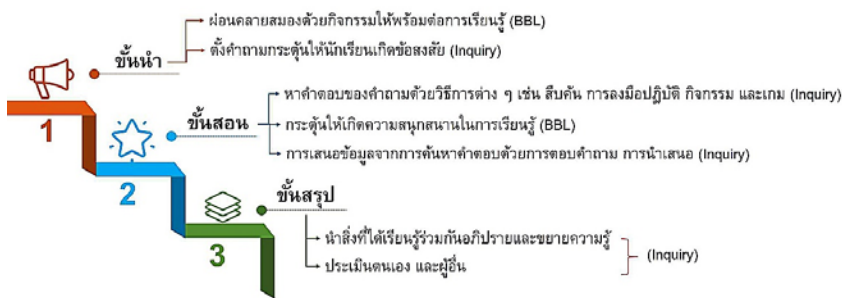 ผ่อนคลายสมองด้วยกิจกรรมให้พร้อมต่อการเรียนรู้ (BBL)
ขั้นนำ
ตั้งคำถามกระตุ้นให้นักเรียนเกิดข้อสงสัย (Inquiry)
1
หาคำตอบของคำถามด้วยวิธีการต่าง ๆ เช่น สืบค้น การลงมือปฏิบัติ กิจกรรม และเกม (Inquiry)
ขั้นสอน
กระตุ้นให้เกิดความสนุกสนานในการเรียนรู้ (BBL)
การเสนอข้อมูลจากการค้นหาคำตอบด้วยการตอบคำถาม การนำเสนอ (Inquiry)
2
ขั้นสรุป
นำสิ่งที่ได้เรียนรู้ร่วมกันอภิปรายและขยายความรู้
(Inquiry)
ประเมินตนเอง และผู้อื่น
3